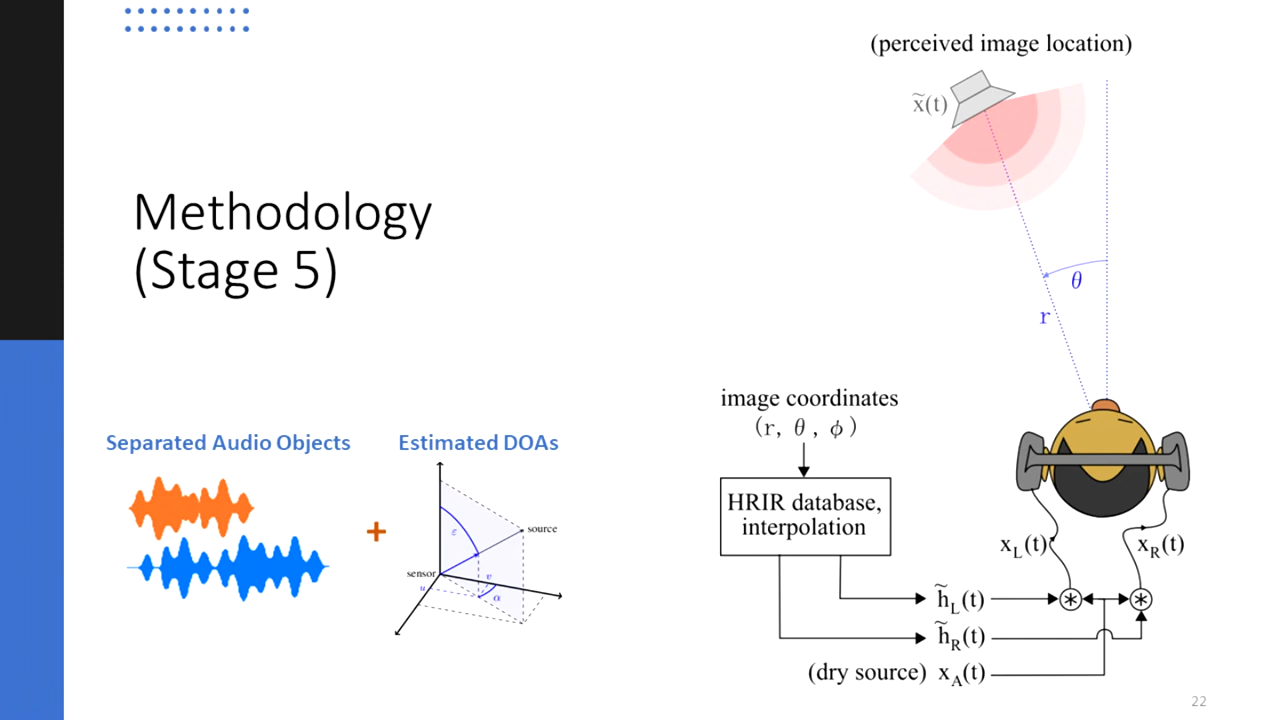 Methodology
(Stage 5)
Separated Audio Objects
+
Estimated DOAs
ε
source
sensor
u
v
α
(perceived image location)
x̃(t)
θ
r
image coordinates
(r, θ , ϕ )
HRIR database,
interpolation
x_L(t)
x_R(t)
h̃_L(t)
h̃_R(t)
(dry source) x_A(t)
22